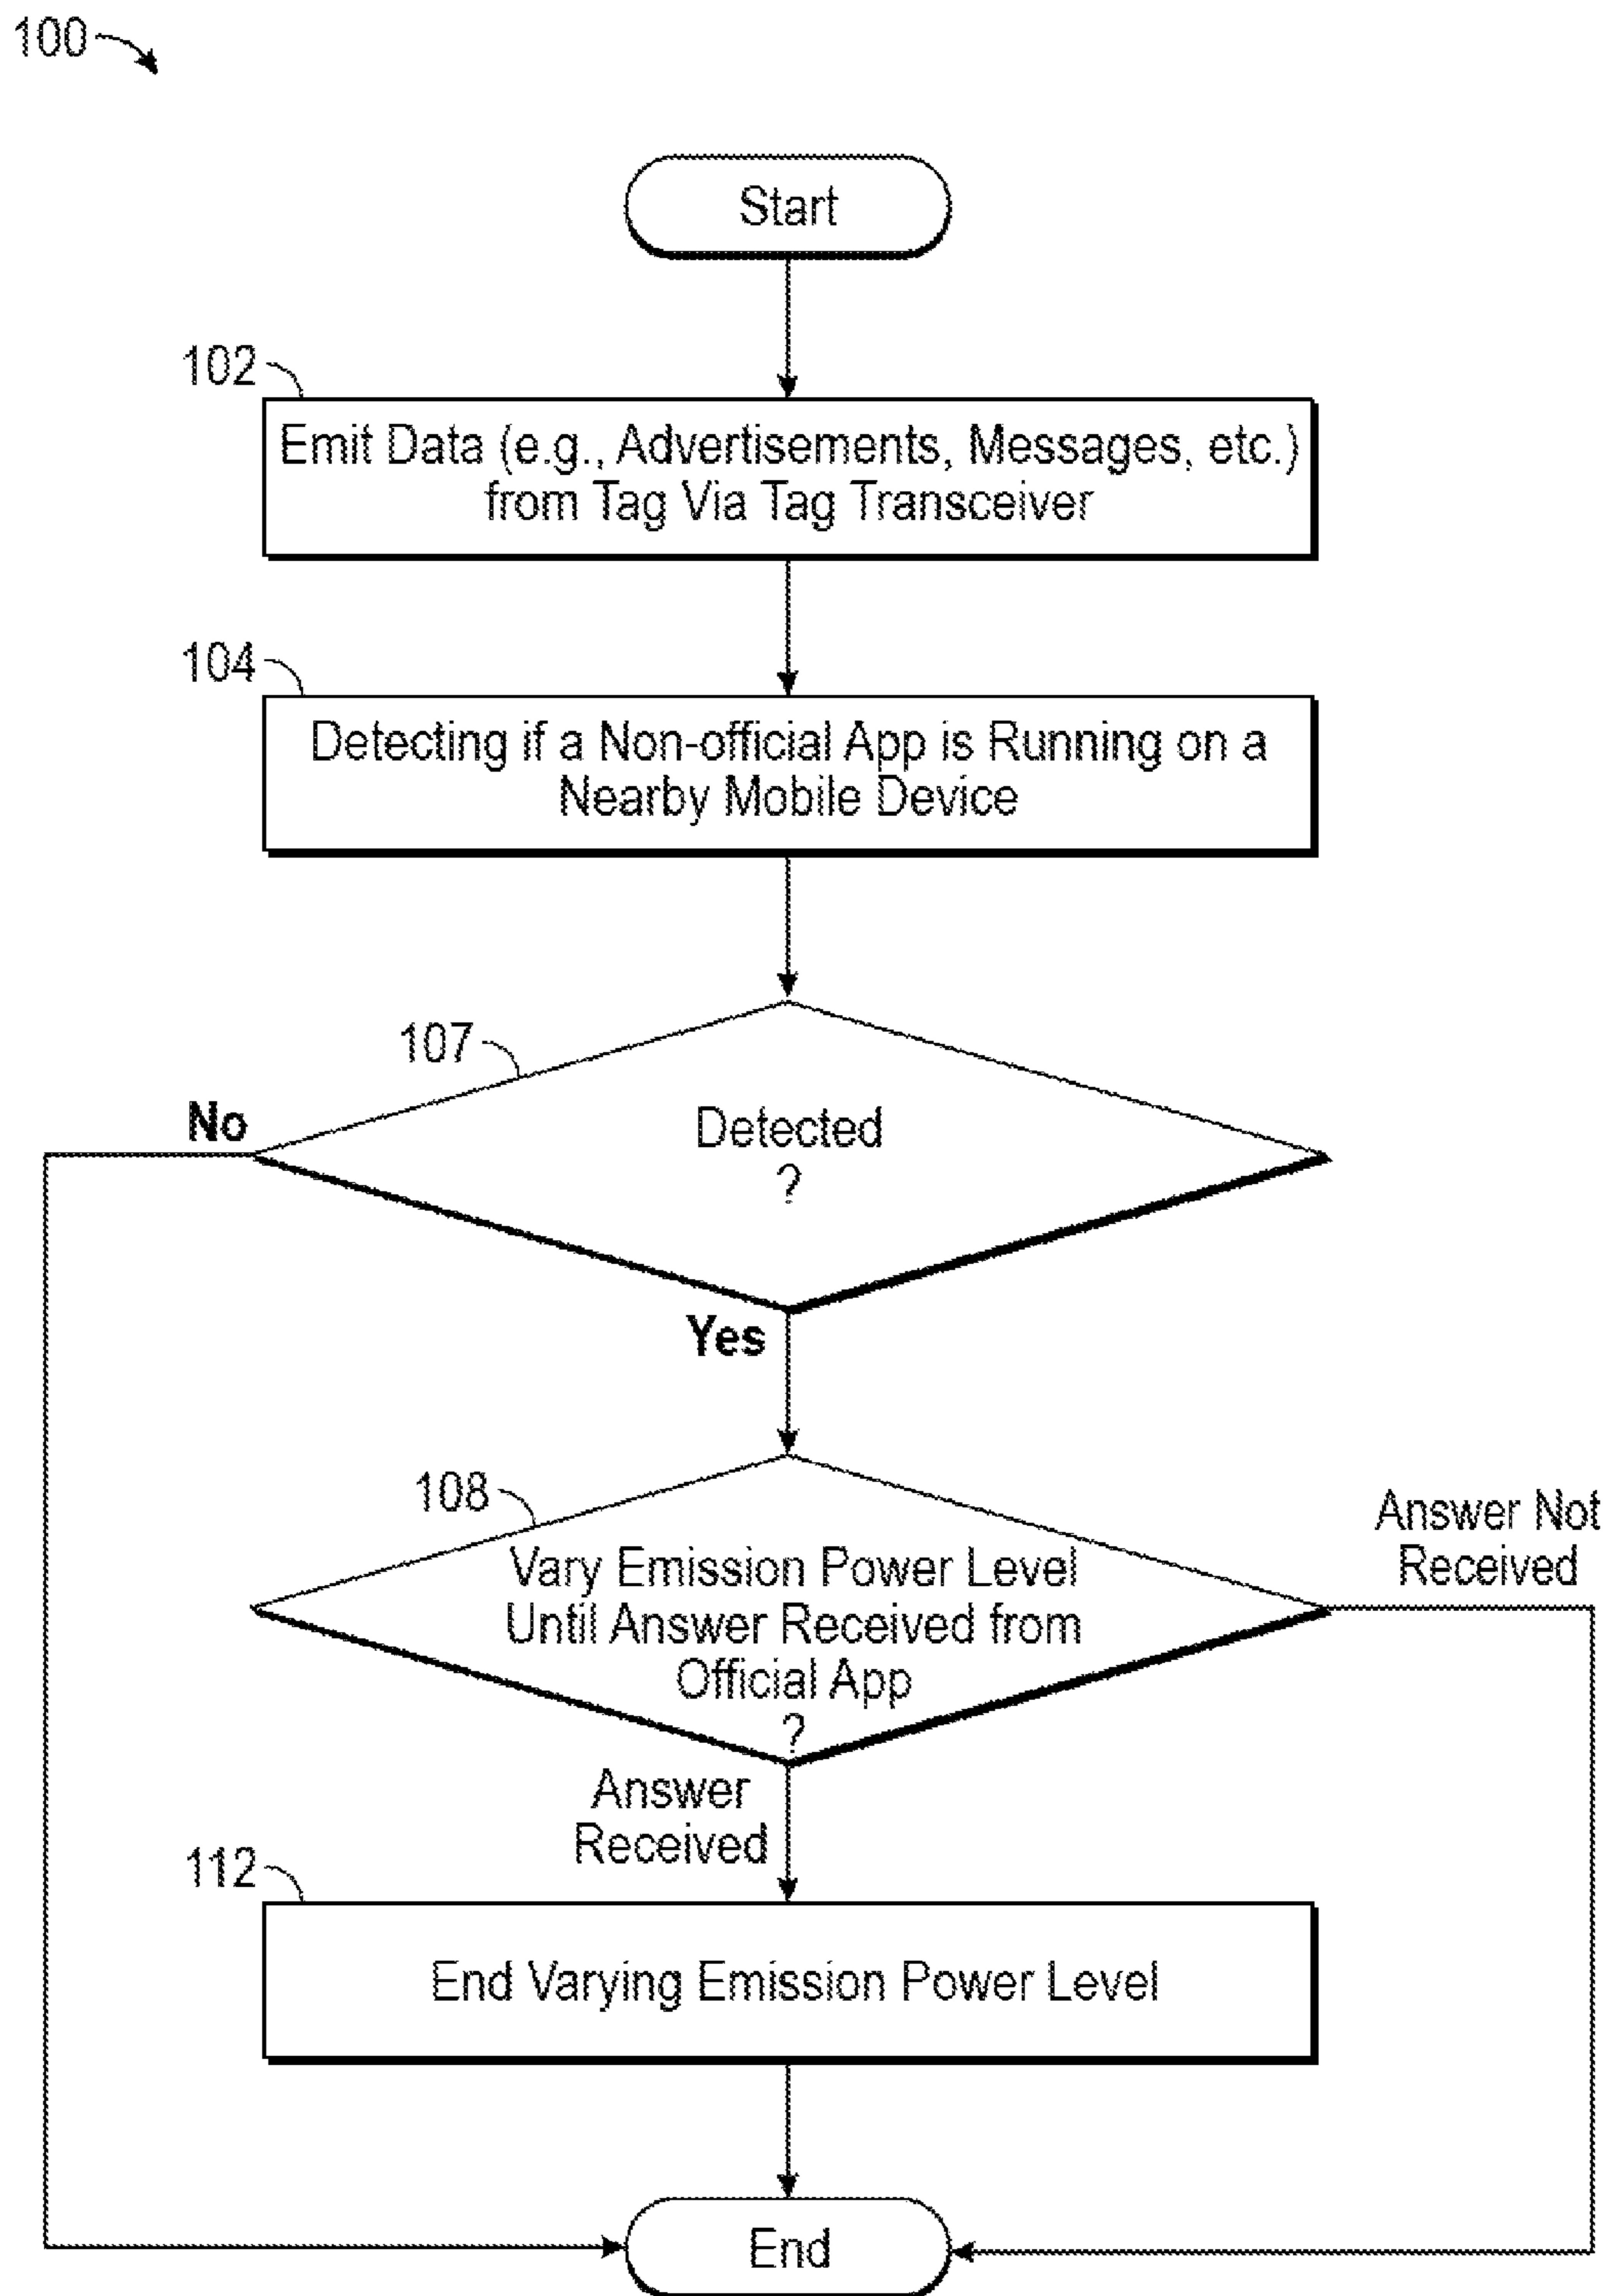 100
Start
102
Emit Data (e.g., Advertisements, Messages, etc.)
from Tag Via Tag Transceiver
104
Detecting if a Non-official App is Running on a
Nearby Mobile Device
107
No
Detected
?
Yes
108
Vary Emission Power Level
Until Answer Received from
Official App
?
Answer Not
Received
Answer
Received
112
End Varying Emission Power Level
End